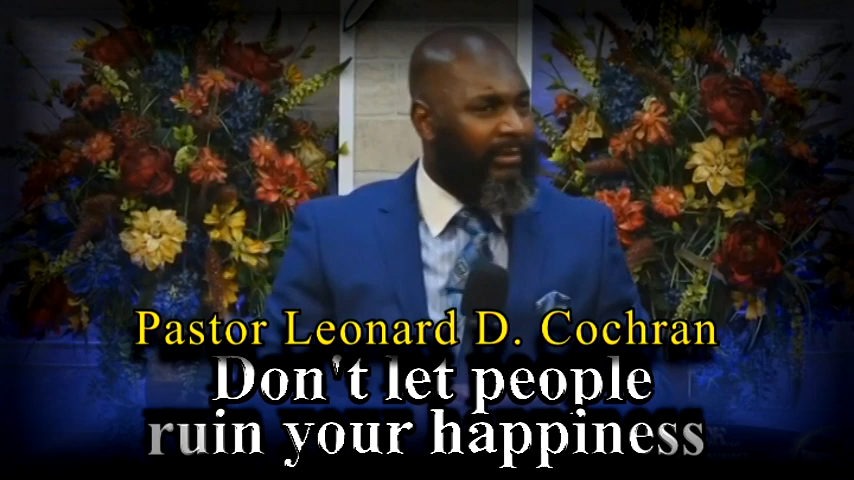 Pastor Leonard D. Cochran
Don't let people
ruin your happiness